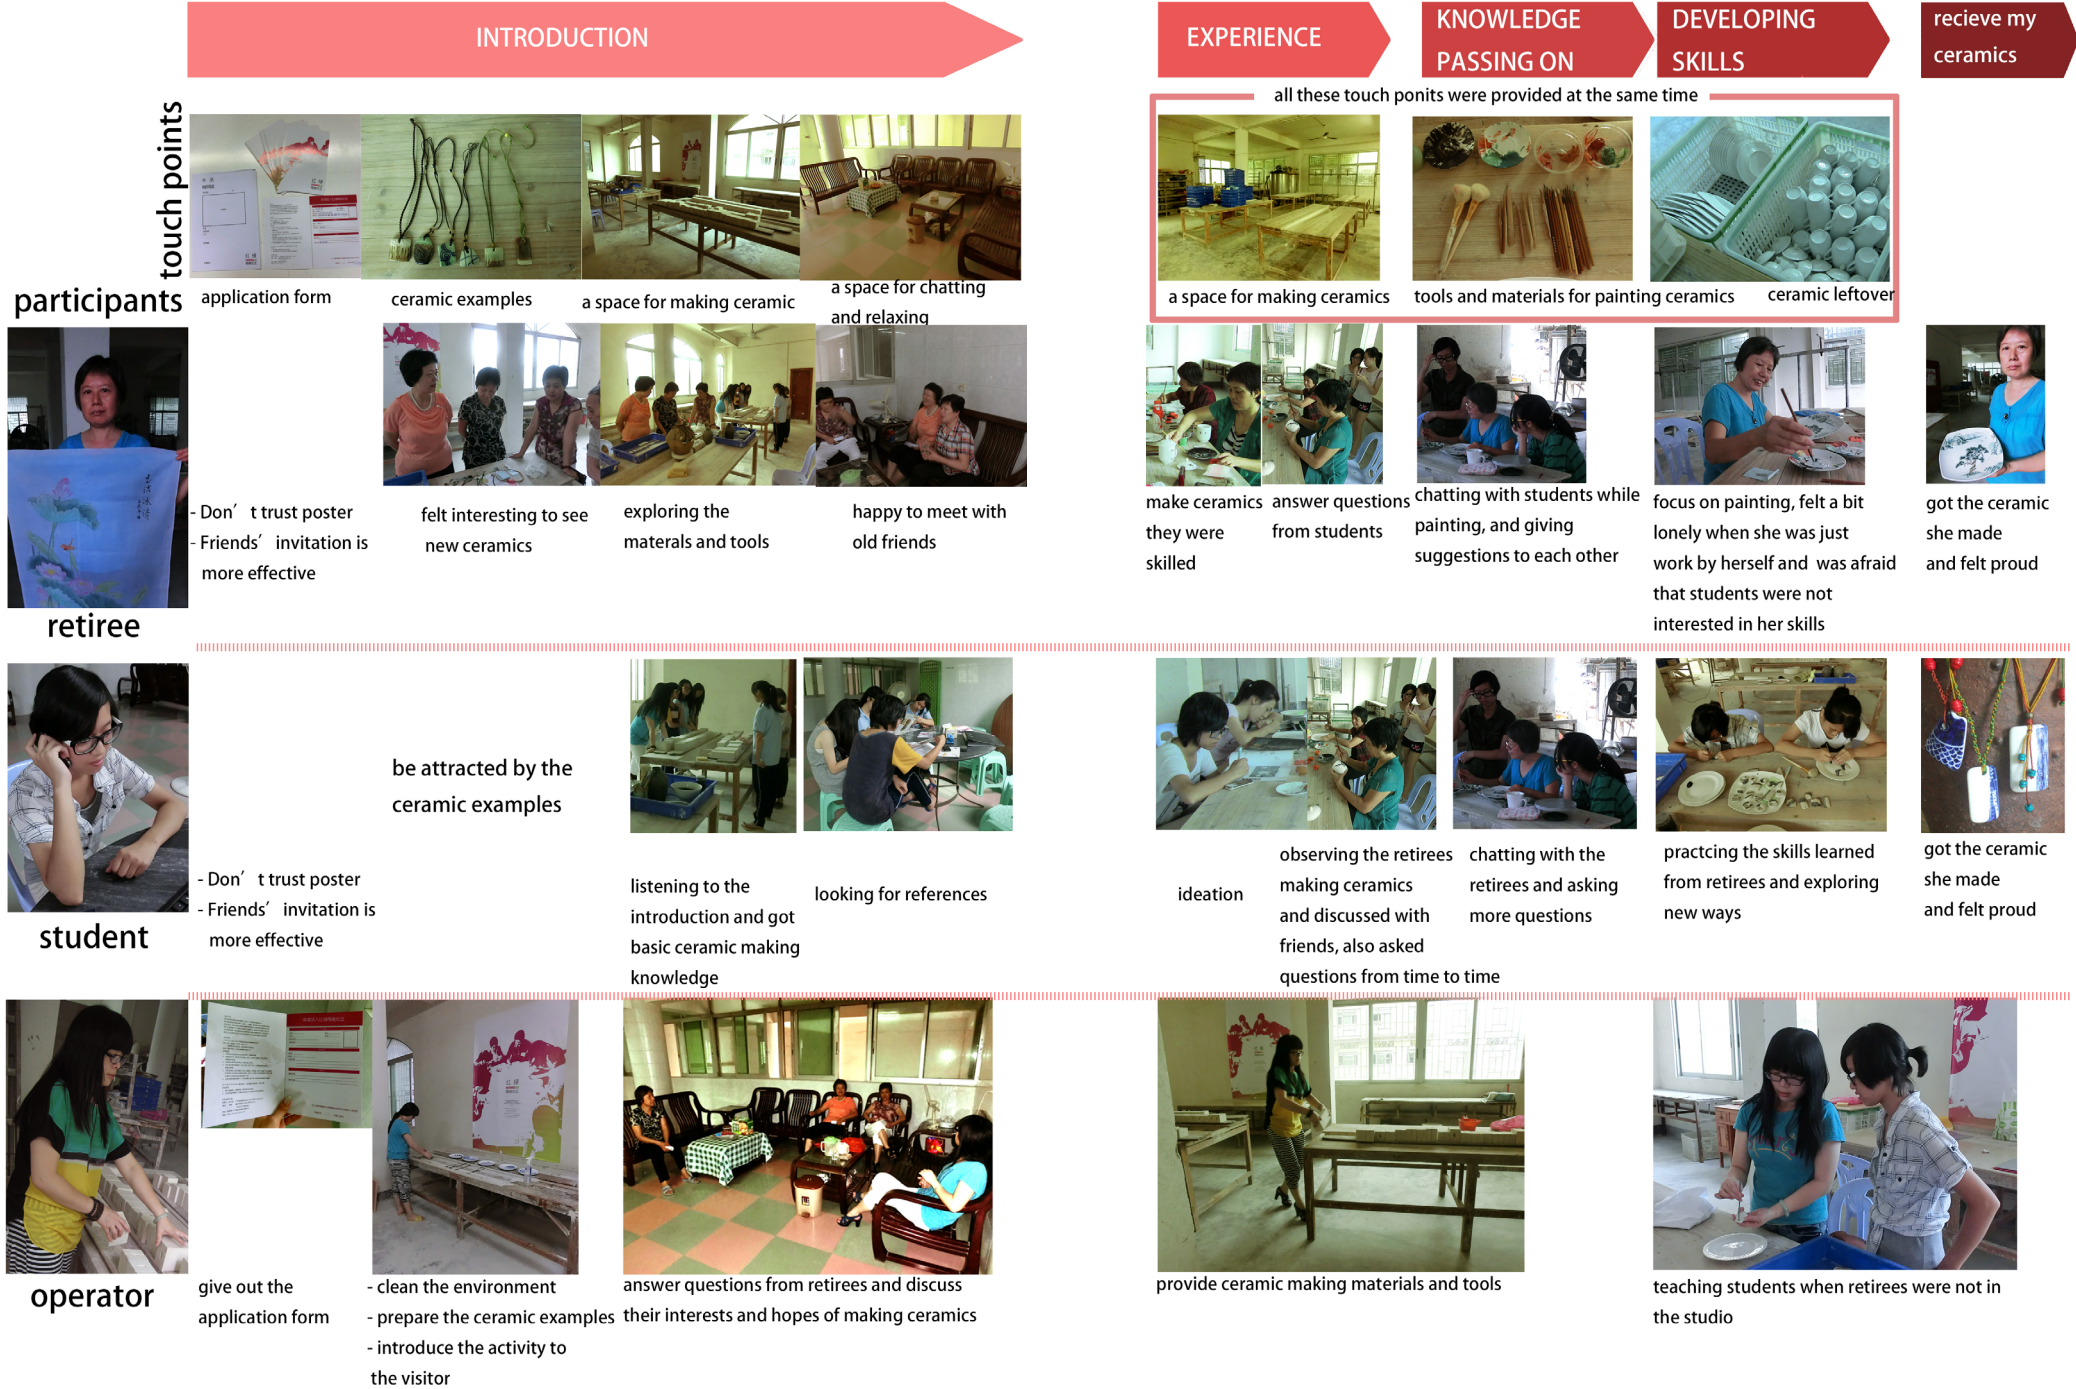 INTRODUCTION
EXPERIENCE
KNOWLEDGE
PASSING ON
DEVELOPING
SKILLS
recieve my
ceramics
touch points
all these touch ponits were provided at the same time
participants
application form
ceramic examples
a space for making ceramic
a space for chatting
and relaxing
a space for making ceramics
tools and materials for painting ceramics
ceramic leftover
retiree
- Don't trust poster
- Friends' invitation is
more effective
felt interesting to see
new ceramics
exploring the
materals and tools
happy to meet with
old friends
make ceramics
they were
skilled
answer questions
from students
chatting with students while
painting, and giving
suggestions to each other
focus on painting, felt a bit
lonely when she was just
work by herself and was afraid
that students were not
interested in her skills
got the ceramic
she made
and felt proud
student
- Don't trust poster
- Friends' invitation is
more effective
be attracted by the
ceramic examples
listening to the
introduction and got
basic ceramic making
knowledge
looking for references
ideation
observing the retirees
making ceramics
and discussed with
friends, also asked
questions from time to time
chatting with the
retirees and asking
more questions
practcing the skills learned
from retirees and exploring
new ways
got the ceramic
she made
and felt proud
operator
give out the
application form
- clean the environment
- prepare the ceramic examples
- introduce the activity to
the visitor
answer questions from retirees and discuss
their interests and hopes of making ceramics
provide ceramic making materials and tools
teaching students when retirees were not in
the studio